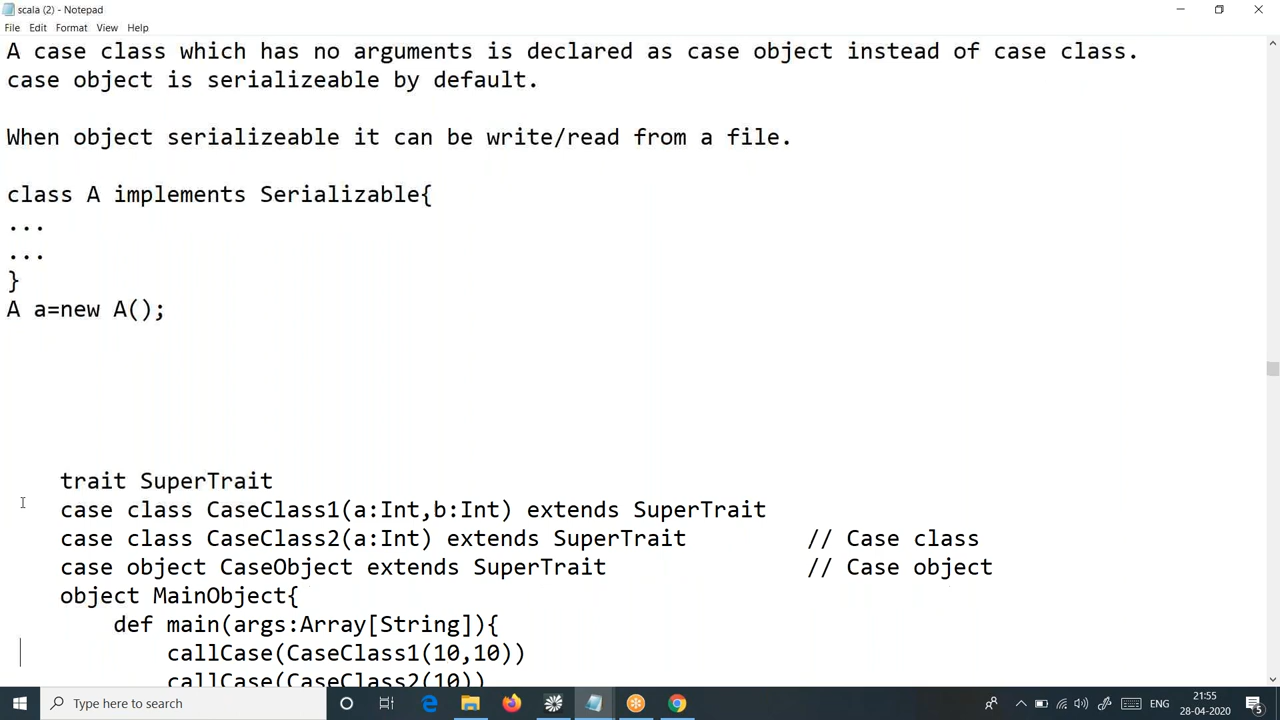 scala (2) - Notepad
File Edit Format View Help
A case class which has no arguments is declared as case object instead of case class.
case object is serializeable by default.
When object serializeable it can be write/read from a file.
class A implements Serializable{
...
...
}
A a=new A();
trait SuperTrait
case class CaseClass1(a:Int,b:Int) extends SuperTrait
case class CaseClass2(a:Int) extends SuperTrait // Case class
case object CaseObject extends SuperTrait // Case object
object MainObject{
def main(args:Array[String]){
callCase(CaseClass1(10,10))
callCase(CaseClass2(10))
Type here to search
ENG
21:55
28-04-2020
5